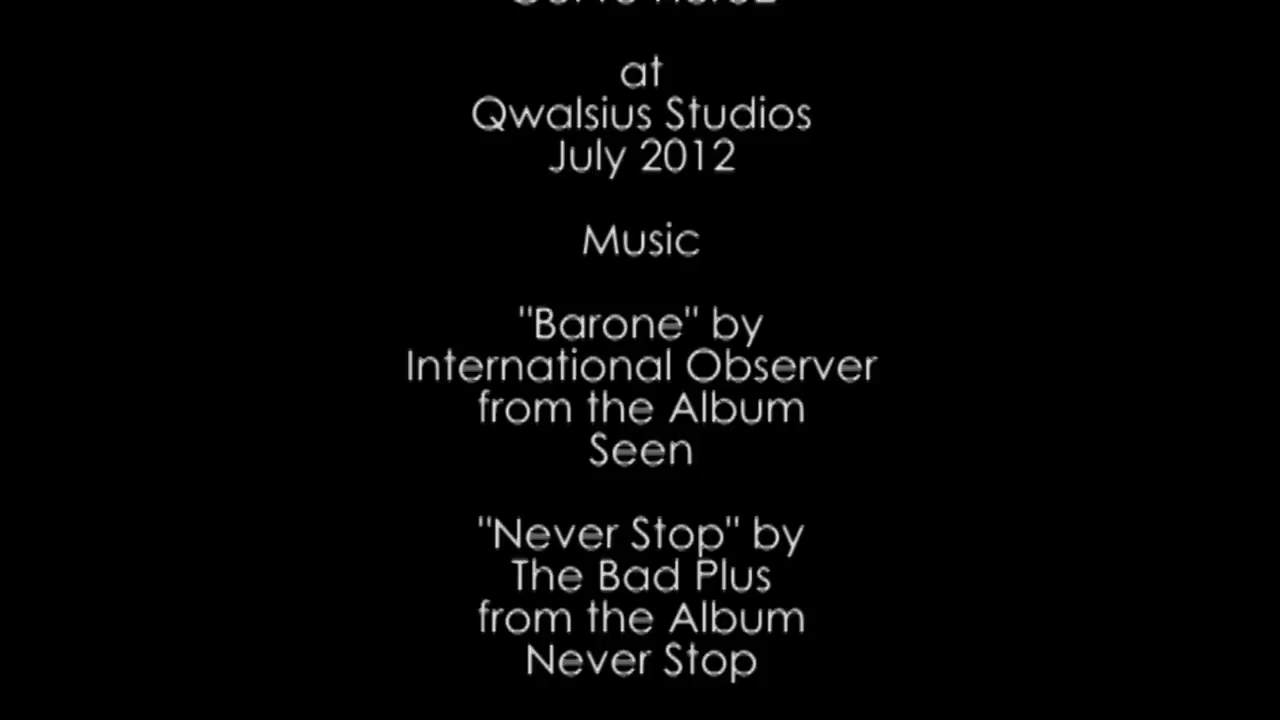 at
Qwalsius Studios
July 2012
Music
"Barone" by
International Observer
from the Album
Seen
"Never Stop" by
The Bad Plus
from the Album
Never Stop